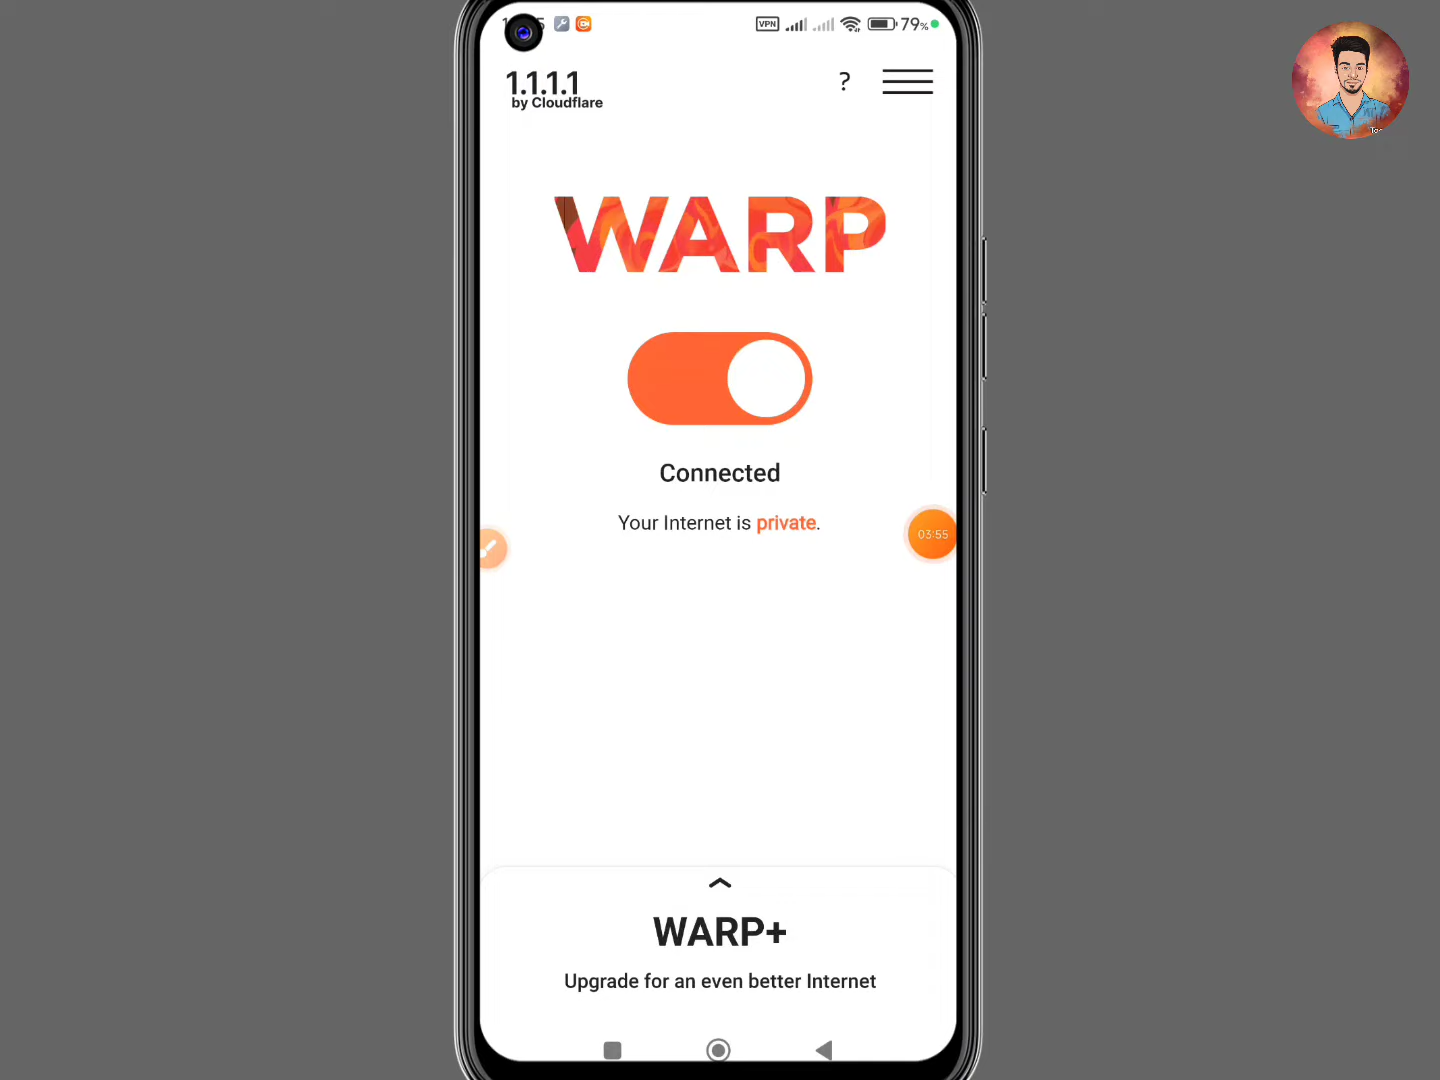 VPN 79%
1.1.1.1
by Cloudflare
?
WARP
Connected
Your Internet is private.
03:55
WARP+
Upgrade for an even better Internet